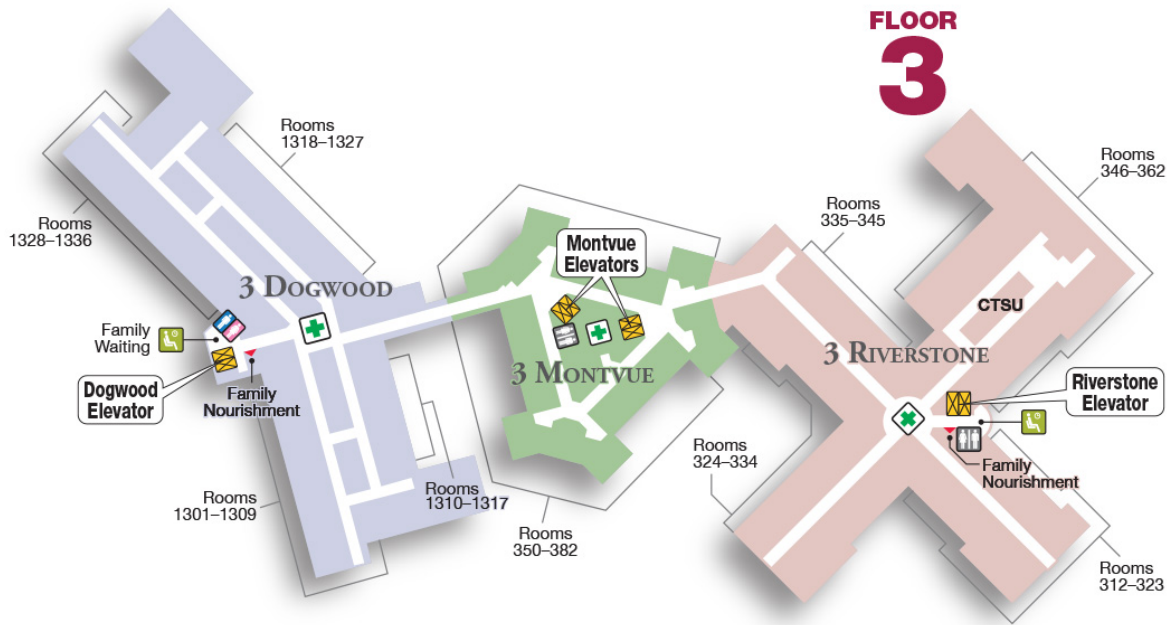 FLOOR
3
Rooms
1318–1327
Rooms
346–362
Rooms
335–345
Rooms
1328–1336
Montvue
Elevators
3 DOGWOOD
CTSU
Family
Waiting
3 MONTVUE
3 RIVERSTONE
Dogwood
Elevator
Family
Nourishment
Riverstone
Elevator
Rooms
324–334
Family
Nourishment
Rooms
1310–1317
Rooms
1301–1309
Rooms
350–382
Rooms
312–323